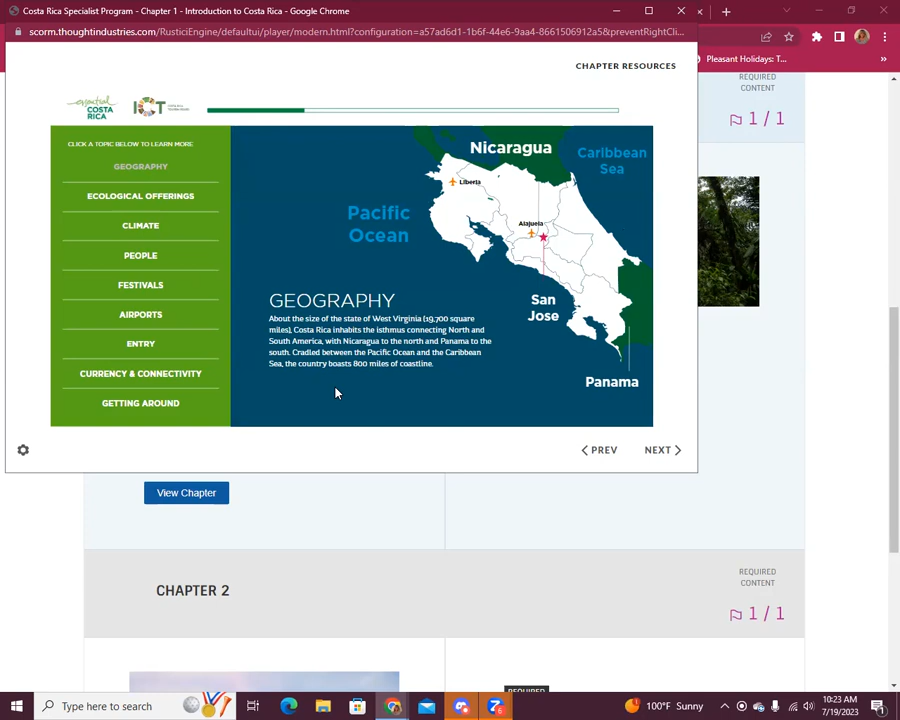 Costa Rica Specialist Program - Chapter 1 - Introduction to Costa Rica - Google Chrome
scorm.thoughtindustries.com/RusticiEngine/defaultui/player/modern.html?configuration=a57ad6d1-1b6f-44e6-9aa4-8661506912a5&preventRightCli...
Pleasant Holidays: T...
CHAPTER RESOURCES
REQUIRED
CONTENT
1 / 1
essential
COSTA
RICA
ICT
CLICK A TOPIC BELOW TO LEARN MORE
GEOGRAPHY
ECOLOGICAL OFFERINGS
CLIMATE
PEOPLE
FESTIVALS
AIRPORTS
ENTRY
CURRENCY & CONNECTIVITY
GETTING AROUND
Nicaragua
Caribbean
Sea
Liberia
Pacific
Ocean
Alajuela
San
Jose
Panama
GEOGRAPHY
About the size of the state of West Virginia (19,700 square
miles), Costa Rica inhabits the isthmus connecting North and
South America, with Nicaragua to the north and Panama to the
south. Cradled between the Pacific Ocean and the Caribbean
Sea, the country boasts 800 miles of coastline.
PREV
NEXT
View Chapter
CHAPTER 2
REQUIRED
CONTENT
1 / 1
REQUIRED
Type here to search
100°F Sunny
10:23 AM
7/19/2023
1